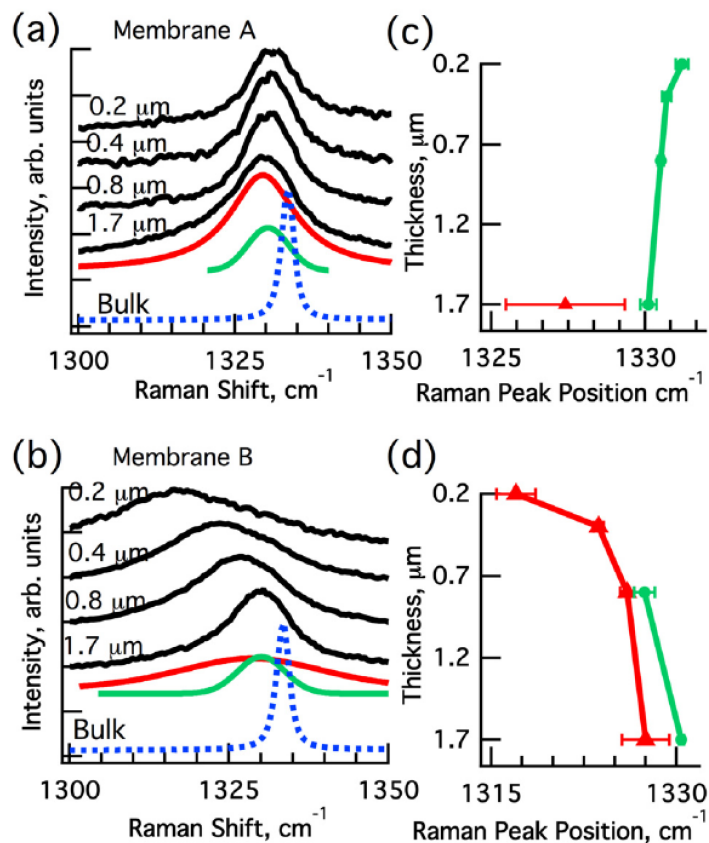 (a)
Membrane A
0.2 μm
0.4 μm
0.8 μm
1.7 μm
Bulk
Intensity, arb. units
1300
1325
1350
Raman Shift, cm-1
(c)
0.2
0.7
1.2
1.7
Thickness, μm
1325
1330
Raman Peak Position cm-1
(b)
Membrane B
0.2 μm
0.4 μm
0.8 μm
1.7 μm
Bulk
Intensity, arb. units
1300
1330
1350
Raman Shift, cm-1
(d)
0.2
0.7
1.2
1.7
Thickness, μm
1315
1330
Raman Peak Position, cm-1